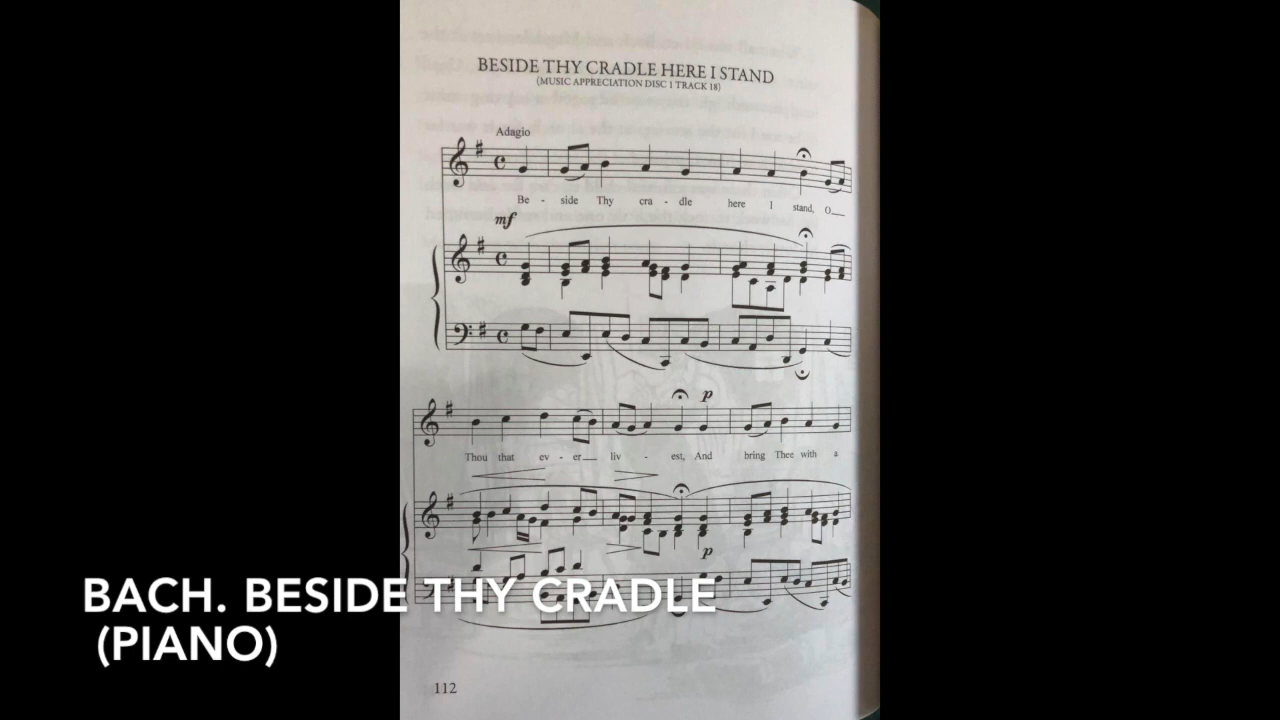 BESIDE THY CRADLE HERE I STAND
(MUSIC APPRECIATION DISC 1 TRACK 18)
Adagio
Be - side Thy cra - dle here I stand, O
mf
p
Thou that ev - er liv - est, And bring Thee with a
p
BACH. BESIDE THY CRADLE
(PIANO)
112